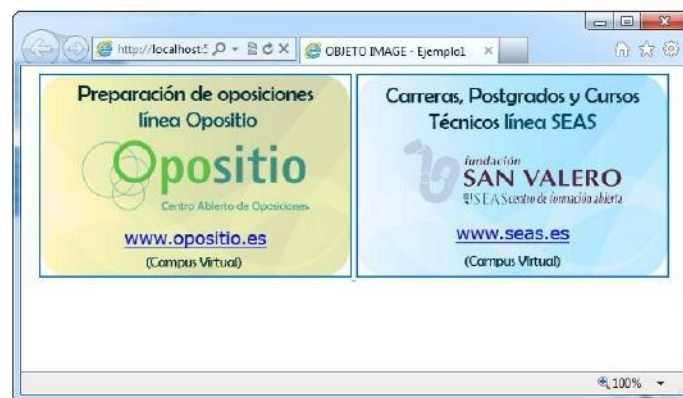 http://localhost:
OBJETO IMAGE - Ejemplo1
Preparación de oposiciones
línea Opositio
Opositio
Centro Abierto de Oposiciones
www.opositio.es
(Campus Virtual)
Carreras, Postgrados y Cursos
Técnicos línea SEAS
fundación
SAN VALERO
SEAS centro de formación abierta
www.seas.es
(Campus Virtual)
100%